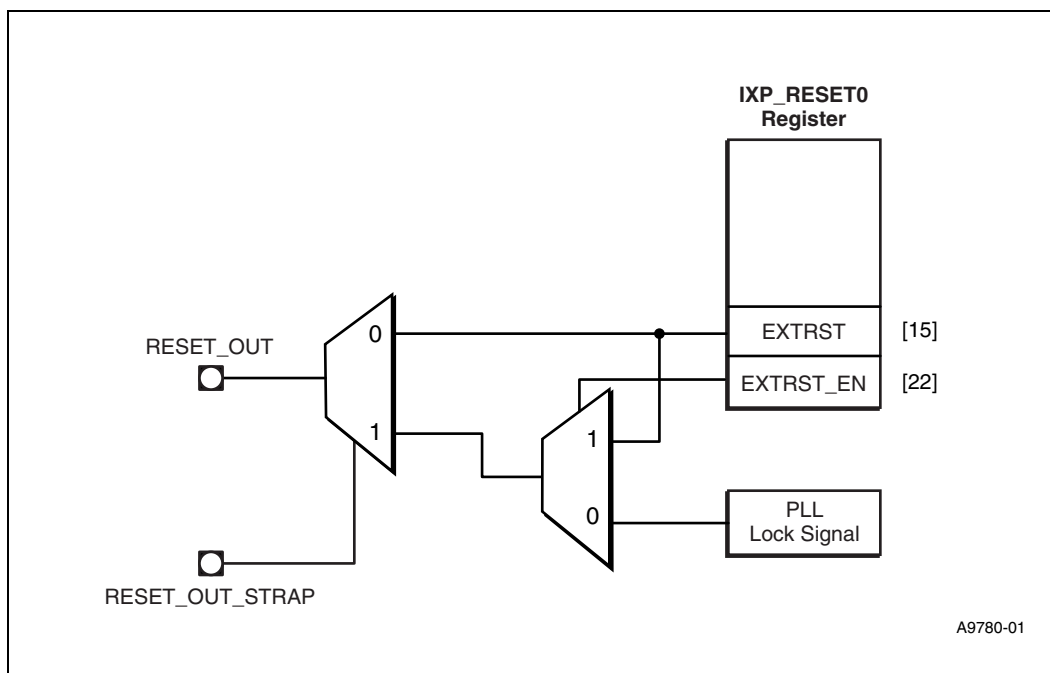 IXP_RESET0
Register
0
EXTRST
[15]
RESET_OUT
EXTRST_EN
[22]
1
1
0
PLL
Lock Signal
RESET_OUT_STRAP
A9780-01